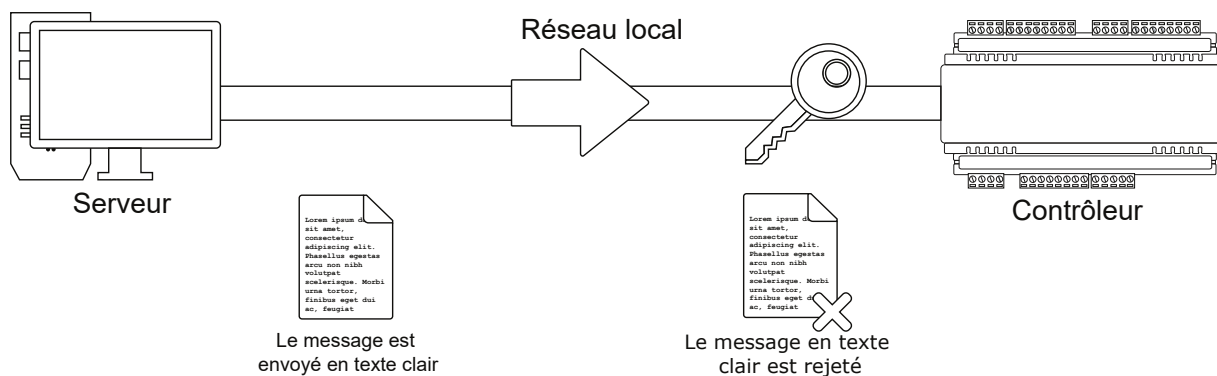 Réseau local
Serveur
Contrôleur
Lorem ipsum d
sit amet,
consectetur
adipiscing elit.
Phasellus egestas
arcu non nibh
volutpat
scelerisque. Morbi
urna tortor,
finibus eget dui
ac, feugiat
Le message est
envoyé en texte clair
Lorem ipsum d
sit amet,
consectetur
adipiscing elit.
Phasellus egestas
arcu non nibh
volutpat
scelerisque. Morbi
urna tortor,
finibus eget dui
ac, feugiat
Le message en texte
clair est rejeté